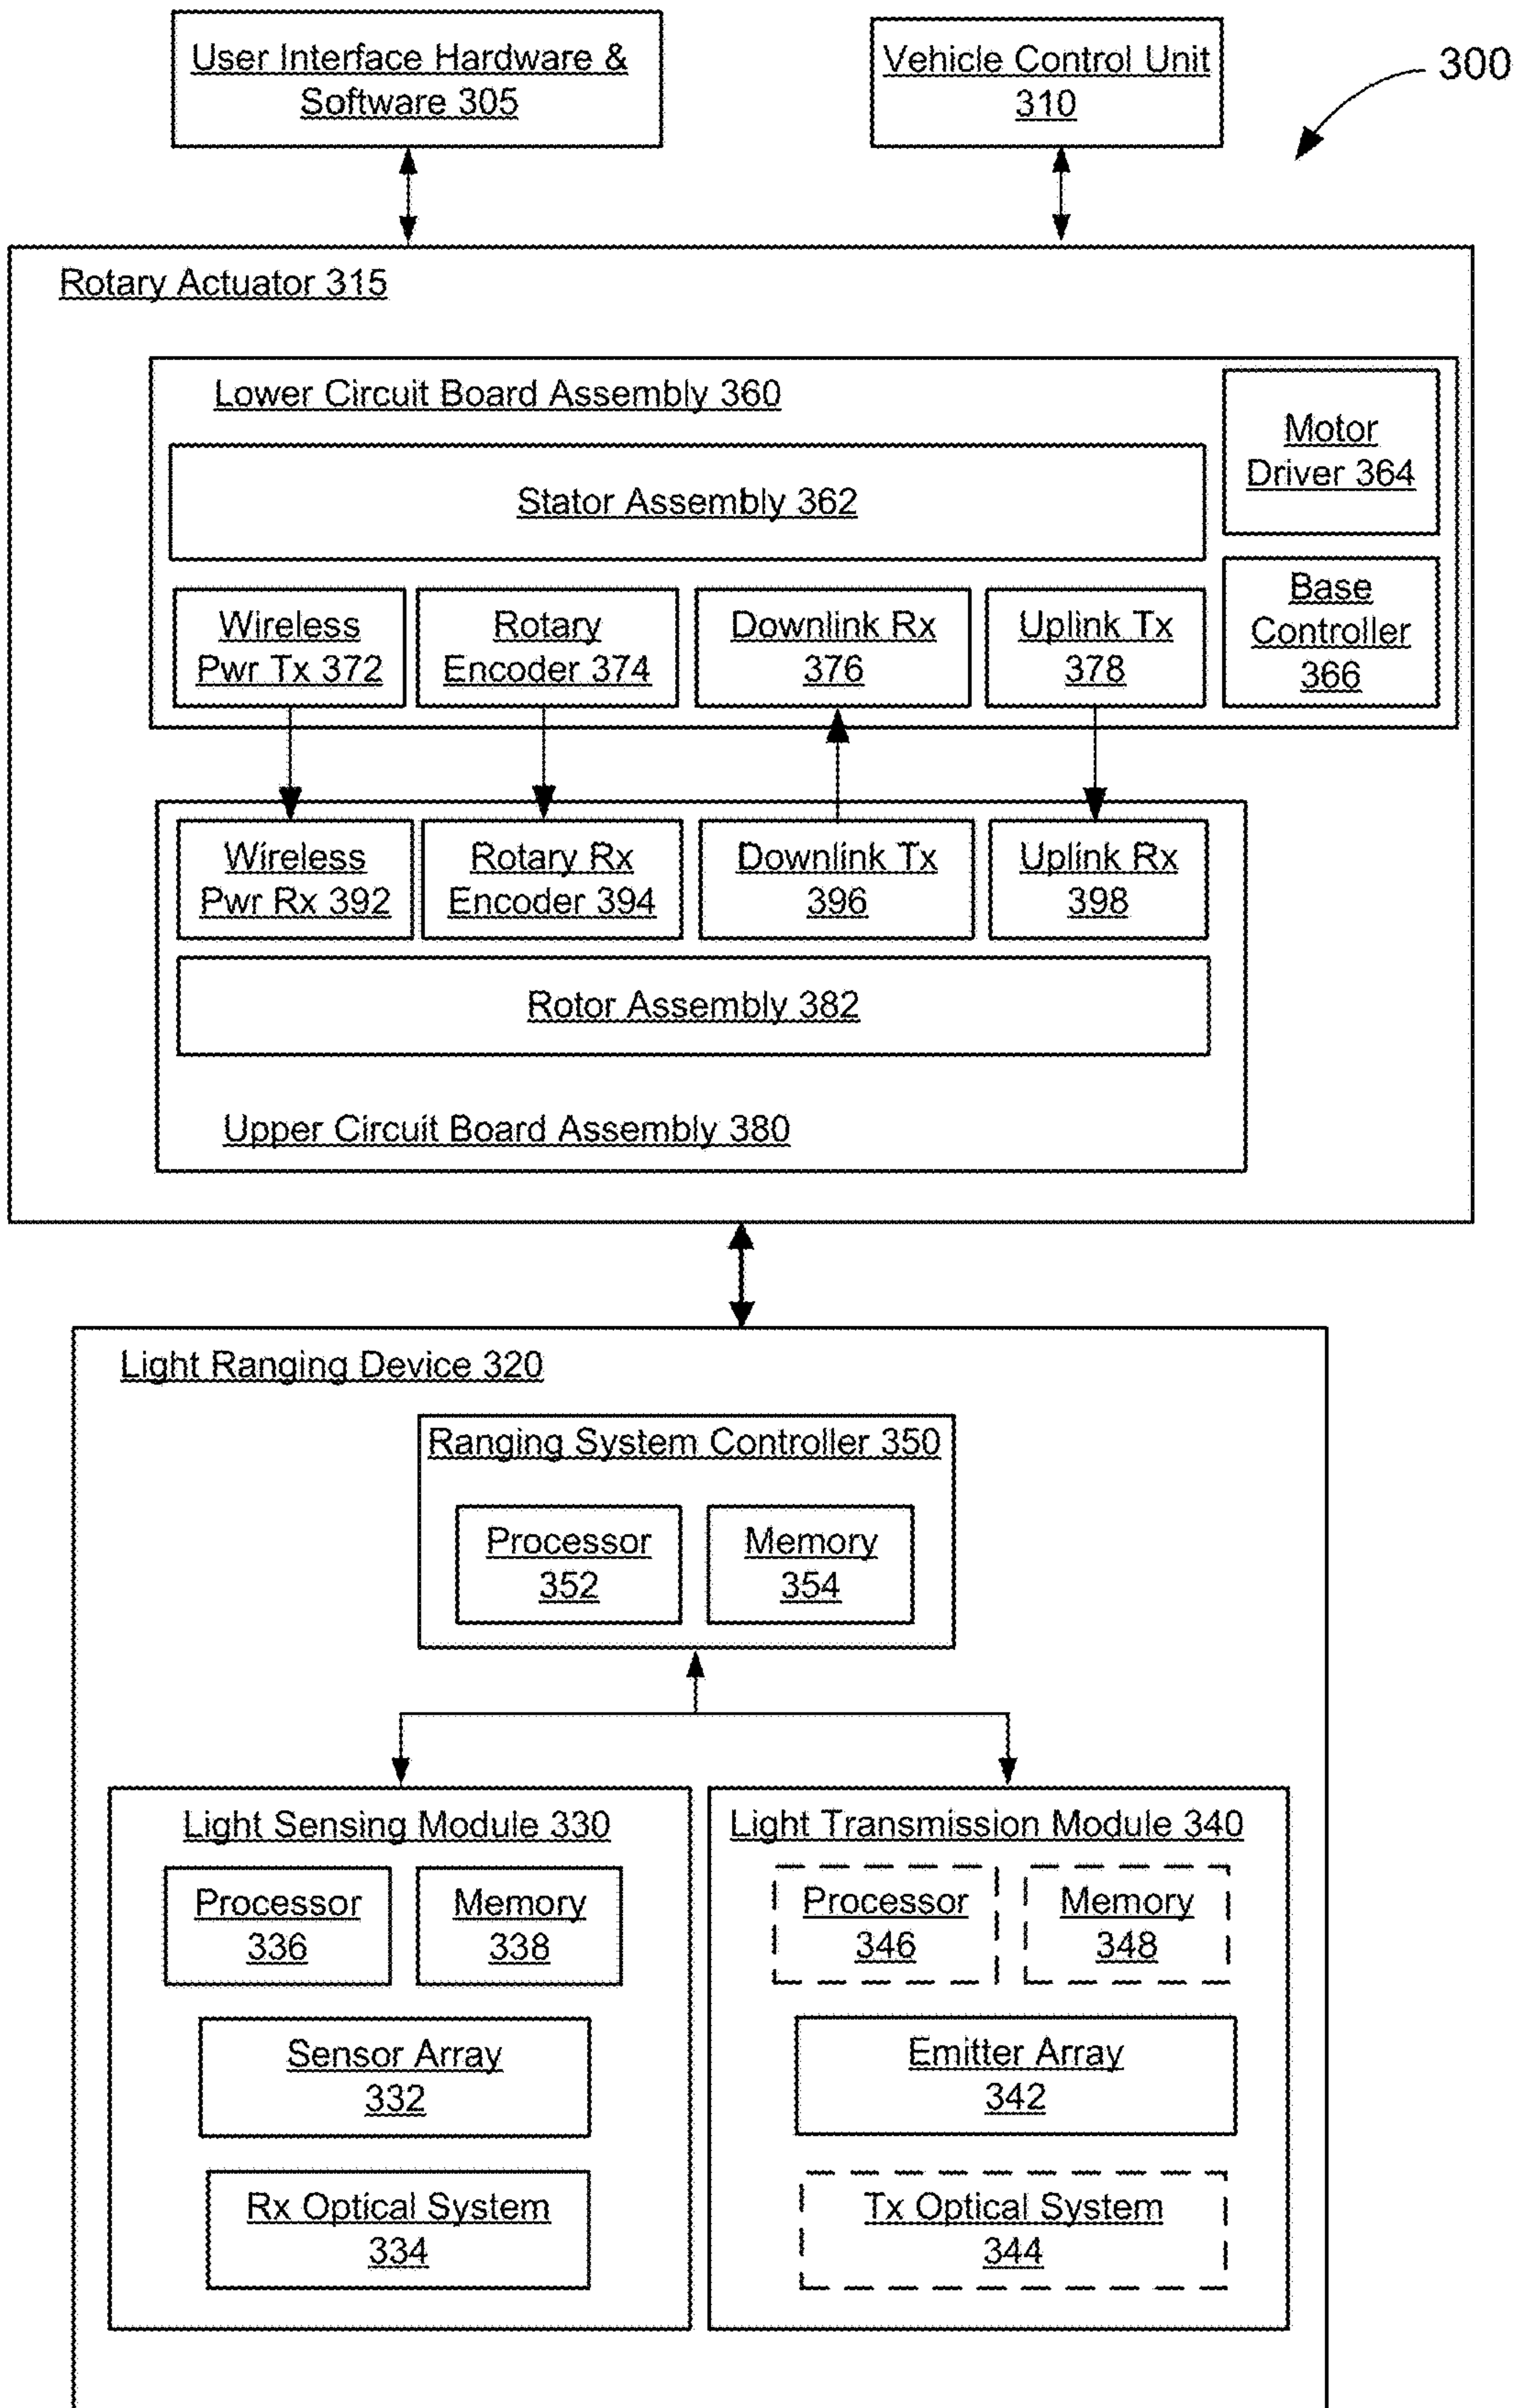 User Interface Hardware &
Software 305
Vehicle Control Unit
310
300
Rotary Actuator 315
Lower Circuit Board Assembly 360
Motor
Driver 364
Stator Assembly 362
Base
Controller
366
Wireless
Pwr Tx 372
Rotary
Encoder 374
Downlink Rx
376
Uplink Tx
378
Wireless
Pwr Rx 392
Rotary Rx
Encoder 394
Downlink Tx
396
Uplink Rx
398
Rotor Assembly 382
Upper Circuit Board Assembly 380
Light Ranging Device 320
Ranging System Controller 350
Processor
352
Memory
354
Light Sensing Module 330
Processor
336
Memory
338
Sensor Array
332
Rx Optical System
334
Light Transmission Module 340
Processor
346
Memory
348
Emitter Array
342
Tx Optical System
344